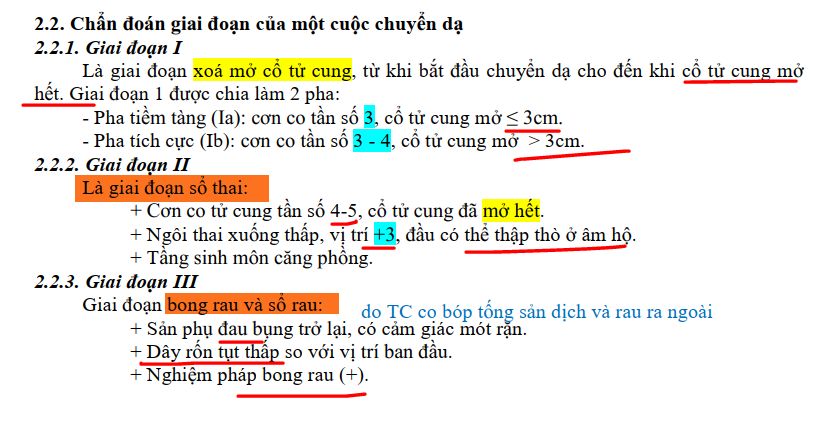 2.2. Chẩn đoán giai đoạn của một cuộc chuyển dạ
2.2.1. Giai đoạn I
Là giai đoạn xoá mở cổ tử cung, từ khi bắt đầu chuyển dạ cho đến khi cổ tử cung mở
hết. Giai đoạn 1 được chia làm 2 pha:
- Pha tiềm tàng (Ia): cơn co tần số 3, cổ tử cung mở ≤ 3cm.
- Pha tích cực (Ib): cơn co tần số 3 - 4, cổ tử cung mở > 3cm.
2.2.2. Giai đoạn II
Là giai đoạn sổ thai:
+ Cơn co tử cung tần số 4-5, cổ tử cung đã mở hết.
+ Ngôi thai xuống thấp, vị trí +3, đầu có thể thập thò ở âm hộ.
+ Tầng sinh môn căng phồng.
2.2.3. Giai đoạn III
Giai đoạn bong rau và sổ rau: do TC co bóp tống sản dịch và rau ra ngoài
+ Sản phụ đau bụng trở lại, có cảm giác mót rặn.
+ Dây rốn tụt thấp so với vị trí ban đầu.
+ Nghiệm pháp bong rau (+).